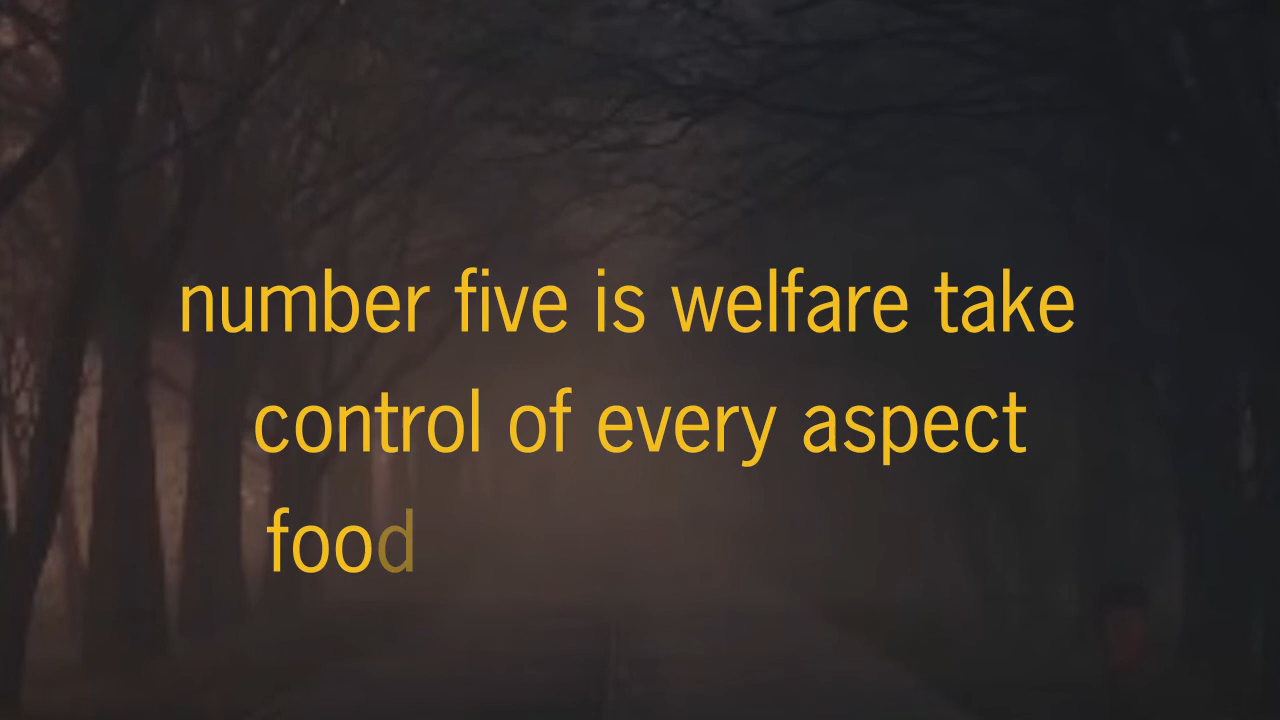 number five is welfare take
control of every aspect
food